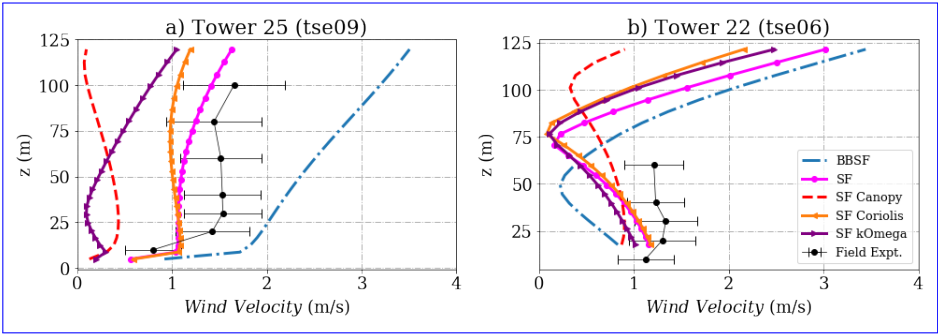 a) Tower 25 (tse09)
z (m)
125
100
75
50
25
0
0
1
2
3
4
Wind Velocity (m/s)
b) Tower 22 (tse06)
z (m)
125
100
75
50
25
0
1
2
3
4
Wind Velocity (m/s)
BBSF
SF
SF Canopy
SF Coriolis
SF kOmega
Field Expt.